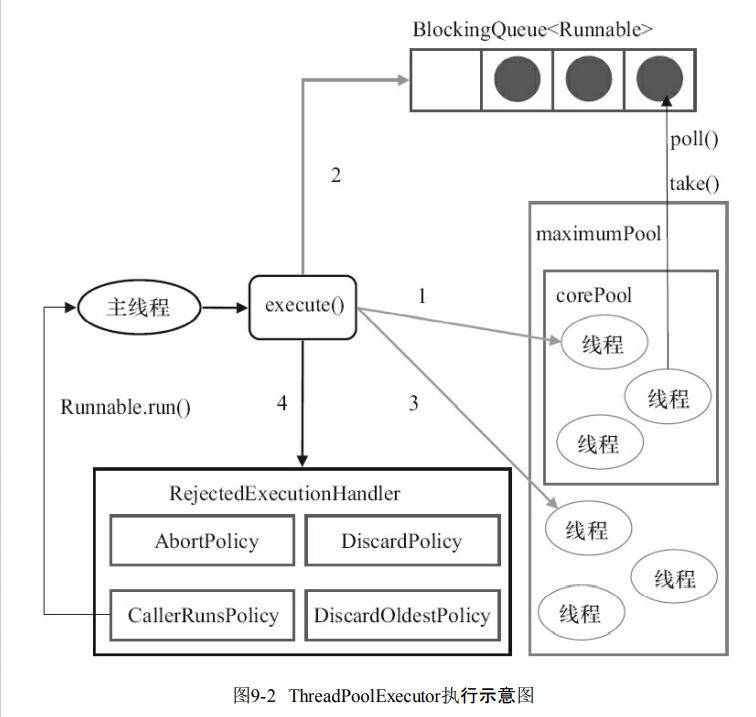 BlockingQueue<Runnable>
poll()
2
take()
maximumPool
corePool
主线程
execute()
1
线程
线程
Runnable.run()
4
3
线程
RejectedExecutionHandler
线程
AbortPolicy
DiscardPolicy
线程
CallerRunsPolicy
DiscardOldestPolicy
线程
图9-2 ThreadPoolExecutor执行示意图